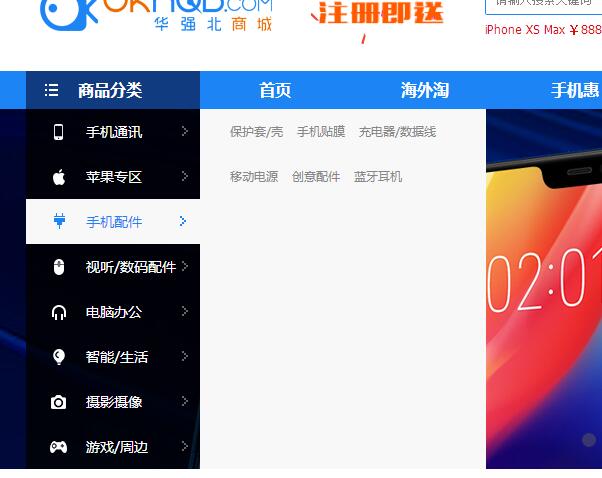 OKHQB.COM
华强北商城
注册即送
请输入搜索关键词
iPhone XS Max ￥888
商品分类
首页
海外淘
手机惠
手机通讯
保护套/壳 手机贴膜 充电器/数据线
苹果专区
移动电源 创意配件 蓝牙耳机
手机配件
视听/数码配件
02:01
电脑办公
智能/生活
摄影摄像
游戏/周边